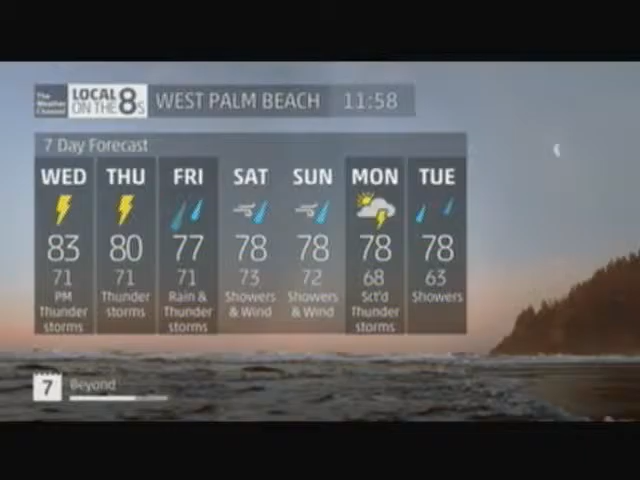 The Weather Channel
LOCAL ON THE 8s
WEST PALM BEACH 11:58
7 Day Forecast
WED THU FRI SAT SUN MON TUE
83 80 77 78 78 78 78
71 71 71 73 72 68 63
PM Thunder storms
Thunder storms
Rain & Thunder storms
Showers & Wind
Showers & Wind
Sct'd Thunder storms
Showers
7 Beyond